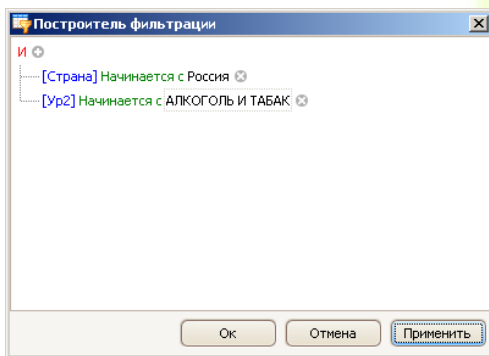 Построитель фильтрации
И
[Страна] Начинается с Россия
[Ур2] Начинается с АЛКОГОЛЬ И ТАБАК
Ок Отмена Применить